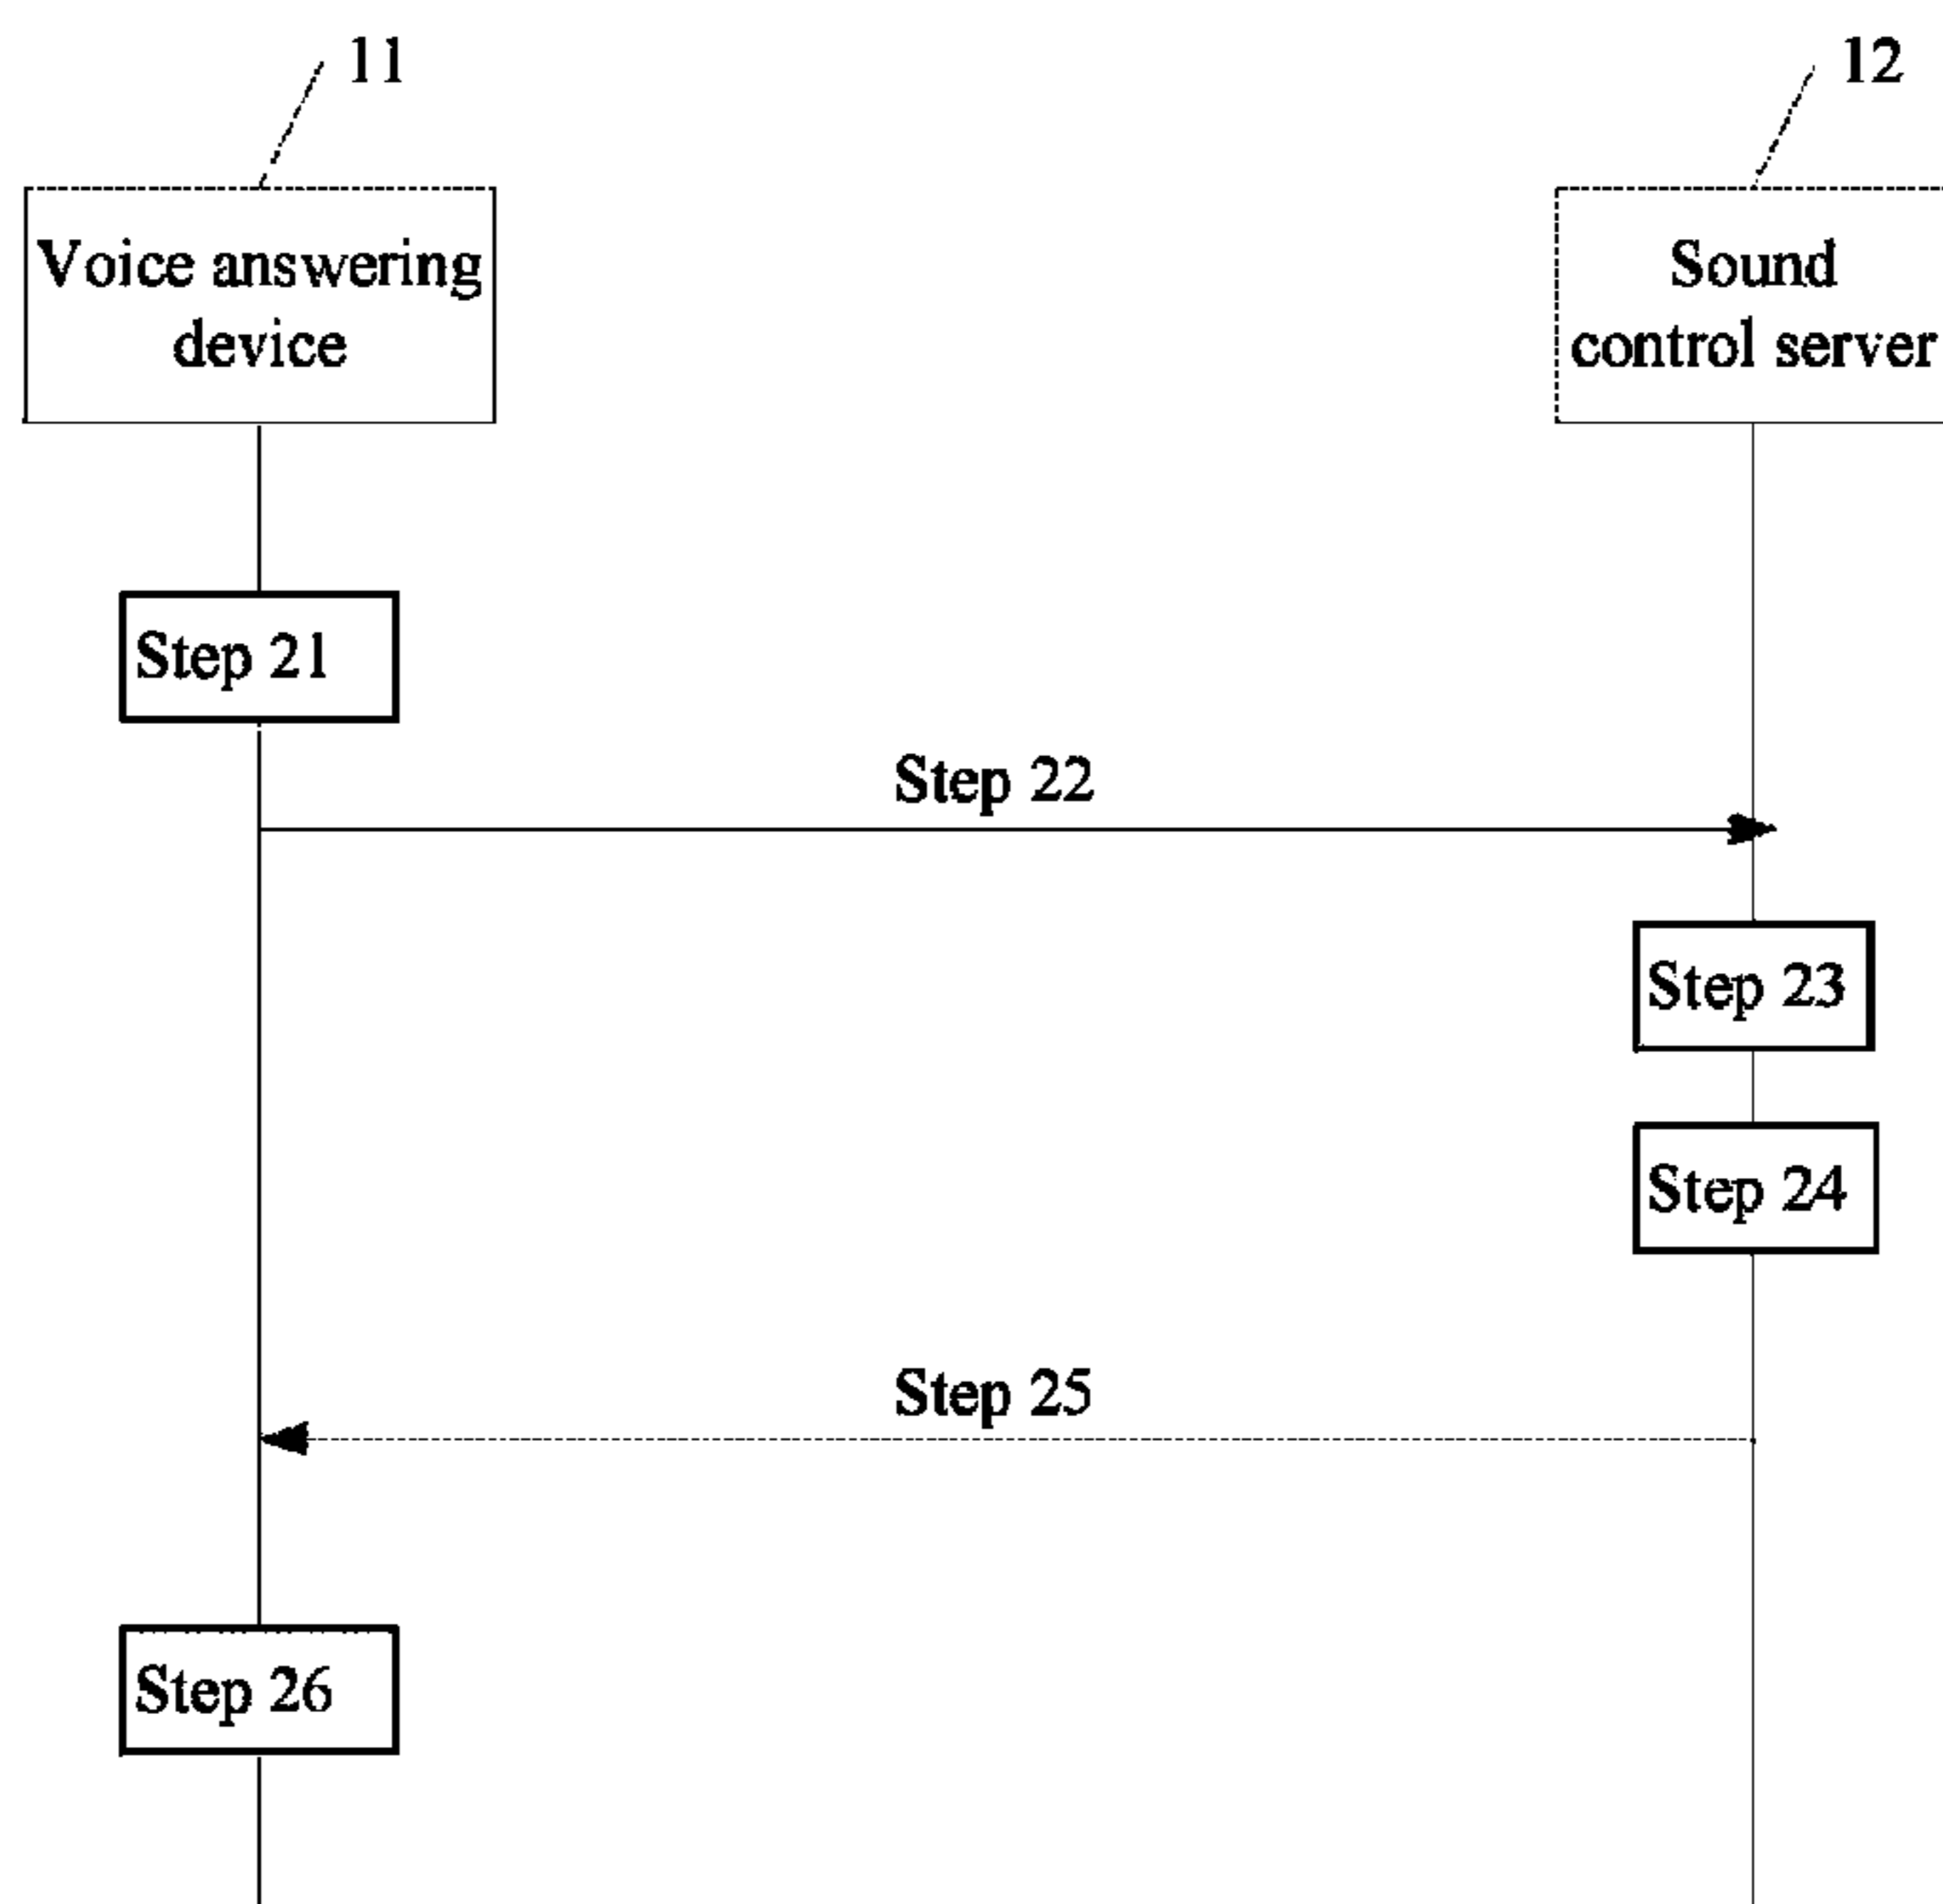 11
12
Voice answering
device
Sound
control server
Step 21
Step 22
Step 23
Step 24
Step 25
Step 26